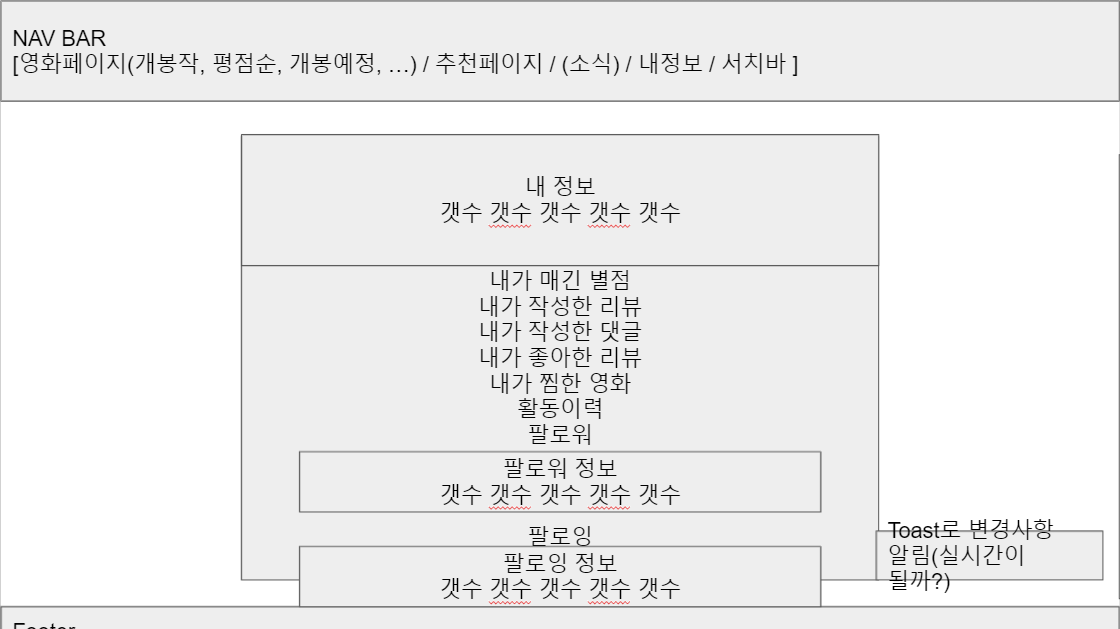 NAV BAR
[영화페이지(개봉작, 평점순, 개봉예정, ...) / 추천페이지 / (소식) / 내정보 / 서치바 ]
내 정보
갯수 갯수 갯수 갯수 갯수
내가 매긴 별점
내가 작성한 리뷰
내가 작성한 댓글
내가 좋아한 리뷰
내가 찜한 영화
활동이력
팔로워
팔로워 정보
갯수 갯수 갯수 갯수 갯수
팔로잉
팔로잉 정보
갯수 갯수 갯수 갯수 갯수
Toast로 변경사항
알림(실시간이
될까?)
Footer